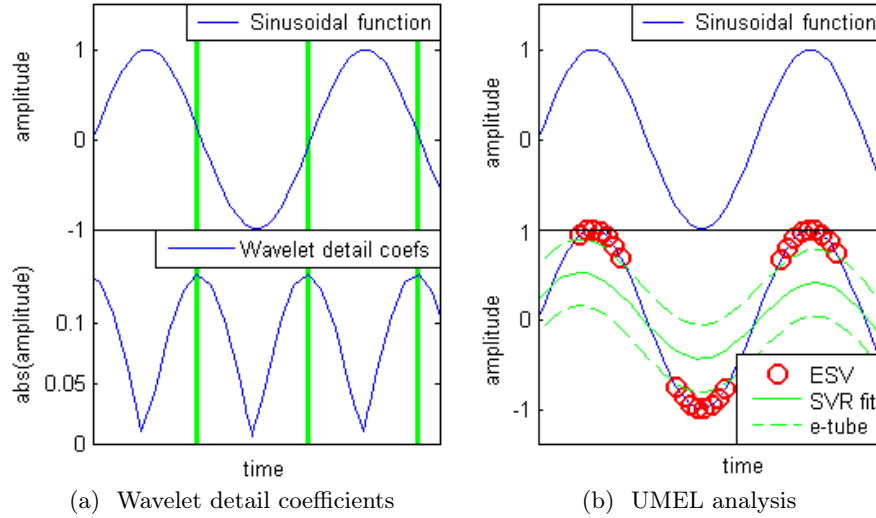 Sinusoidal function
amplitude
1
0
-1
Wavelet detail coefs
abs(amplitude)
0.1
0.05
0
time
(a) Wavelet detail coefficients
Sinusoidal function
amplitude
1
0
1
amplitude
0
-1
ESV
SVR fit
e-tube
time
(b) UMEL analysis